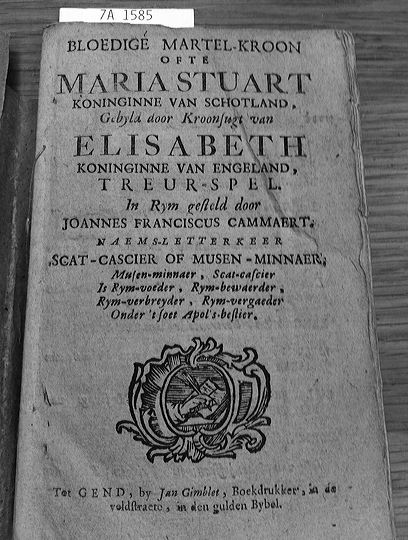 7A 1585
BLOEDIGE MARTEL-KROON
OFTE
MARIA STUART
KONINGINNE VAN SCHOTLAND,
Gebyld door Kroonsugt van
ELISABETH
KONINGINNE VAN ENGELAND,
TREUR-SPEL.
In Rym gesteld door
JOANNES FRANCISCUS CAMMAERT.
NAEMS-LETTERKEER
SCAT-CASCIER OF MUSEN-MINNAER.
Musen-minnaer, Scat-cascier
Is Rym-voeder, Rym-bewaerder,
Rym-verbreyder, Rym-vergaeder
Onder 't soet Apol's-bestier.
Tot GEND, by Jan Gimblet, Boekdrukker, in de
veldstraete, in den gulden Bybel.